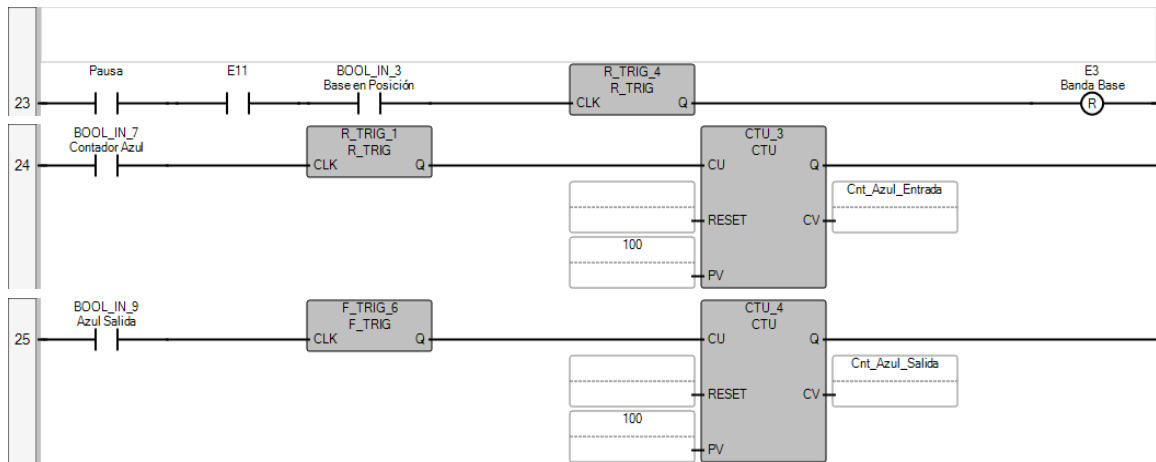 Pausa
E11
BOOL_IN_3
Base en Posición
R_TRIG_4
R_TRIG
E3
Banda Base
23
CLK
Q
R
BOOL_IN_7
Contador Azul
R_TRIG_1
R_TRIG
CTU_3
CTU
24
CLK
Q
CU
Q
Cnt_Azul_Entrada
RESET
CV
100
PV
BOOL_IN_9
Azul Salida
F_TRIG_6
F_TRIG
CTU_4
CTU
25
CLK
Q
CU
Q
Cnt_Azul_Salida
RESET
CV
100
PV